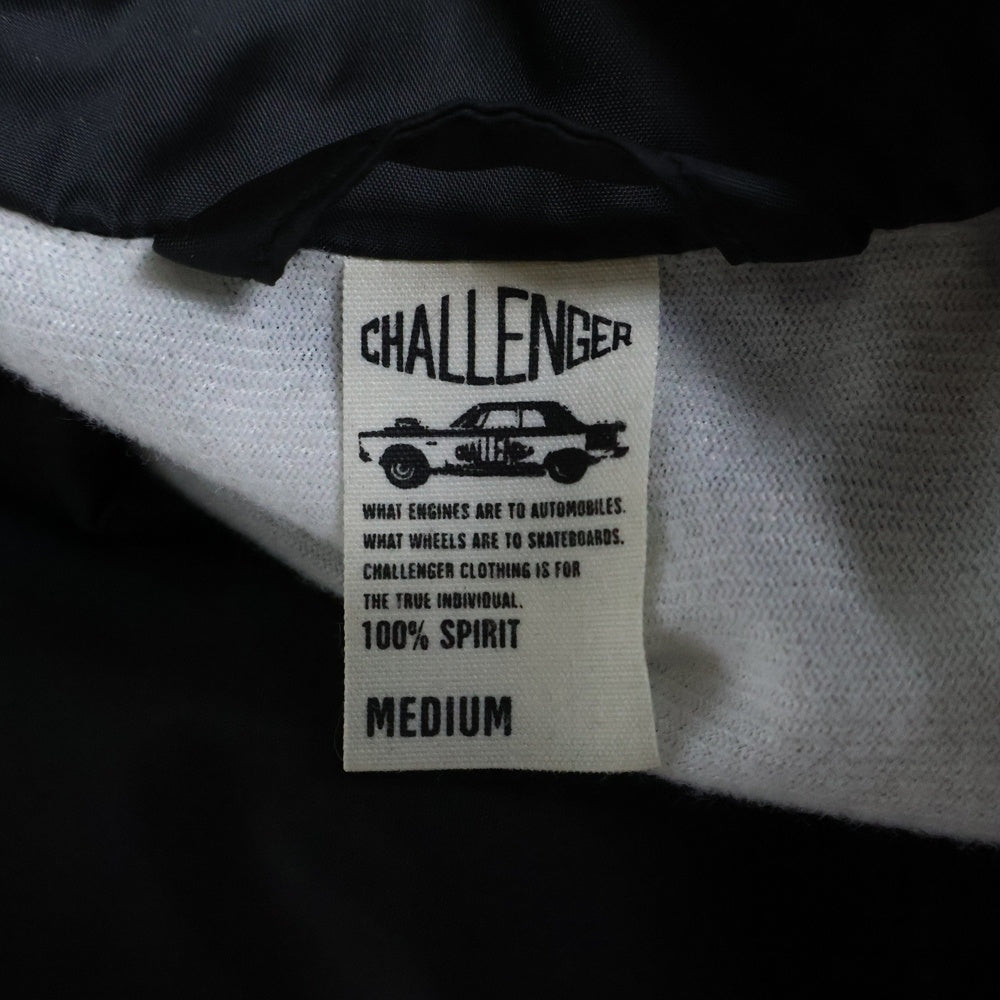 CHALLENGER
CHALLENGER
WHAT ENGINES ARE TO AUTOMOBILES.
WHAT WHEELS ARE TO SKATEBOARDS.
CHALLENGER CLOTHING IS FOR
THE TRUE INDIVIDUAL.
100% SPIRIT
MEDIUM